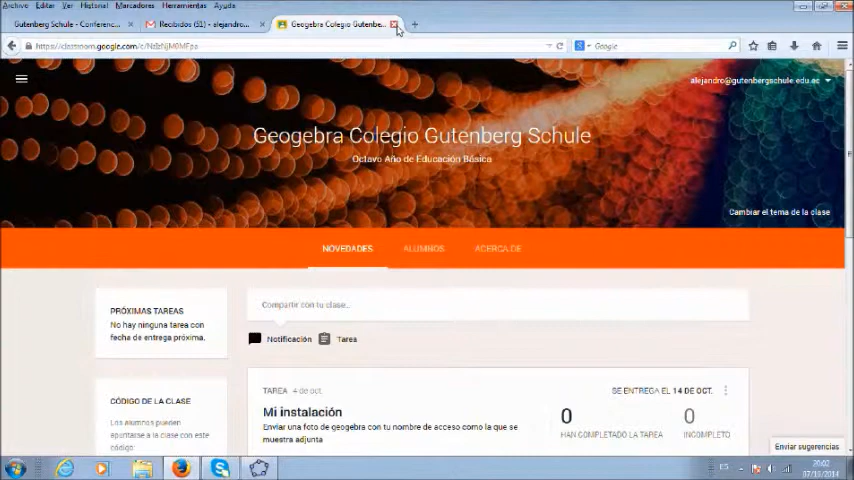 Archivo Editar Ver Historial Marcadores Herramientas Ayuda
Gutenberg Schule - Conferenc...
Recibidos (51) - alejandro...
Geogebra Colegio Gutenbe...
Google
alejandro@gutenbergschule.edu.ec
Geogebra Colegio Gutenberg Schule
Octavo Año de Educación Básica
Cambiar el tema de la clase
NOVEDADES ALUMNOS ACERCA DE
PRÓXIMAS TAREAS
No hay ninguna tarea con
fecha de entrega próxima.
Compartir con tu clase...
Notificación Tarea
CÓDIGO DE LA CLASE
Los alumnos pueden
apuntarse a la clase con este
código:
TAREA 4 de oct.
SE ENTREGA EL 14 DE OCT.
Mi instalación
Enviar una foto de geogebra con tu nombre de acceso como la que se
muestra adjunta
0
HAN COMPLETADO LA TAREA
0
INCOMPLETO
Enviar sugerencias
ES
20:02
07/10/2014